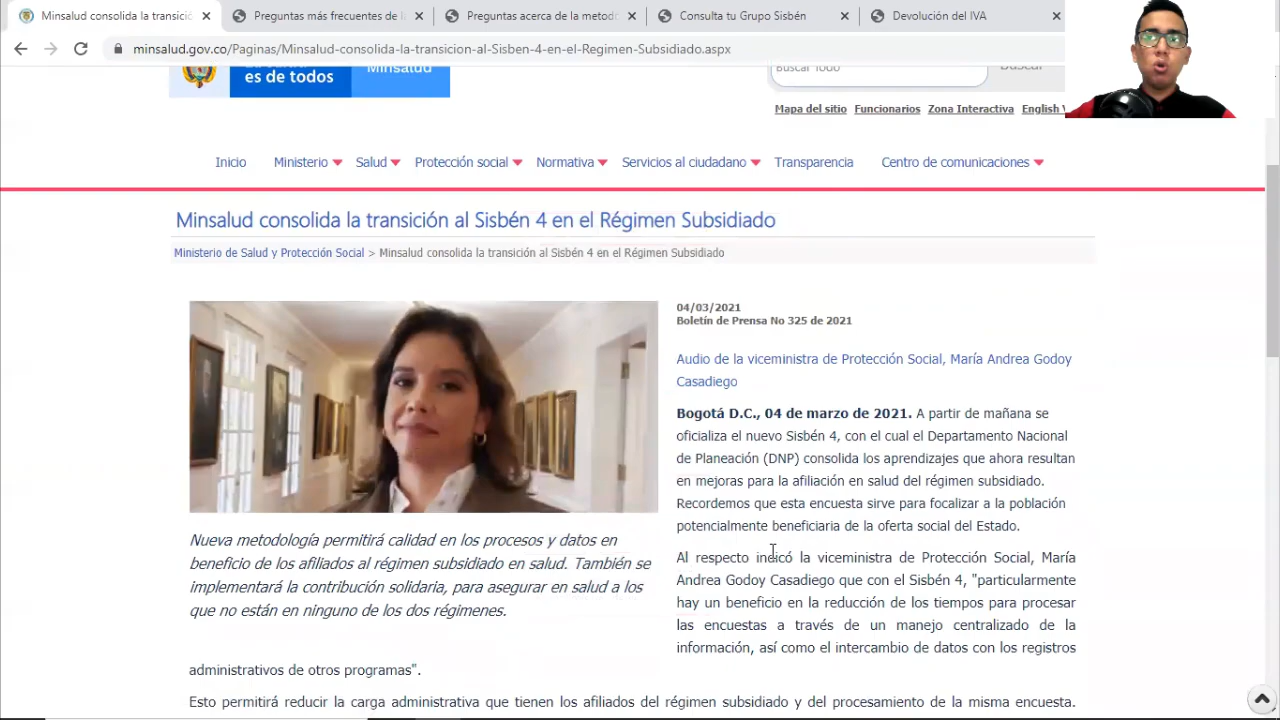 Minsalud consolida la transició
Preguntas más frecuentes de l
Preguntas acerca de la metod
Consulta tu Grupo Sisbén
Devolución del IVA
minsalud.gov.co/Paginas/Minsalud-consolida-la-transicion-al-Sisben-4-en-el-Regimen-Subsidiado.aspx
es de todos
Minsalud
Buscar Todo
Buscar
Mapa del sitio Funcionarios Zona Interactiva English
Inicio Ministerio Salud Protección social Normativa Servicios al ciudadano Transparencia Centro de comunicaciones
Minsalud consolida la transición al Sisbén 4 en el Régimen Subsidiado
Ministerio de Salud y Protección Social > Minsalud consolida la transición al Sisbén 4 en el Régimen Subsidiado
Nueva metodología permitirá calidad en los procesos y datos en
beneficio de los afiliados al régimen subsidiado en salud. También se
implementará la contribución solidaria, para asegurar en salud a los
que no están en ninguno de los dos regímenes.
04/03/2021
Boletín de Prensa No 325 de 2021
Audio de la viceministra de Protección Social, María Andrea Godoy
Casadiego
Bogotá D.C., 04 de marzo de 2021. A partir de mañana se
oficializa el nuevo Sisbén 4, con el cual el Departamento Nacional
de Planeación (DNP) consolida los aprendizajes que ahora resultan
en mejoras para la afiliación en salud del régimen subsidiado.
Recordemos que esta encuesta sirve para focalizar a la población
potencialmente beneficiaria de la oferta social del Estado.
Al respecto indicó la viceministra de Protección Social, María
Andrea Godoy Casadiego que con el Sisbén 4, "particularmente
hay un beneficio en la reducción de los tiempos para procesar
las encuestas a través de un manejo centralizado de la
información, así como el intercambio de datos con los registros
administrativos de otros programas".
Esto permitirá reducir la carga administrativa que tienen los afiliados del régimen subsidiado y del procesamiento de la misma encuesta.